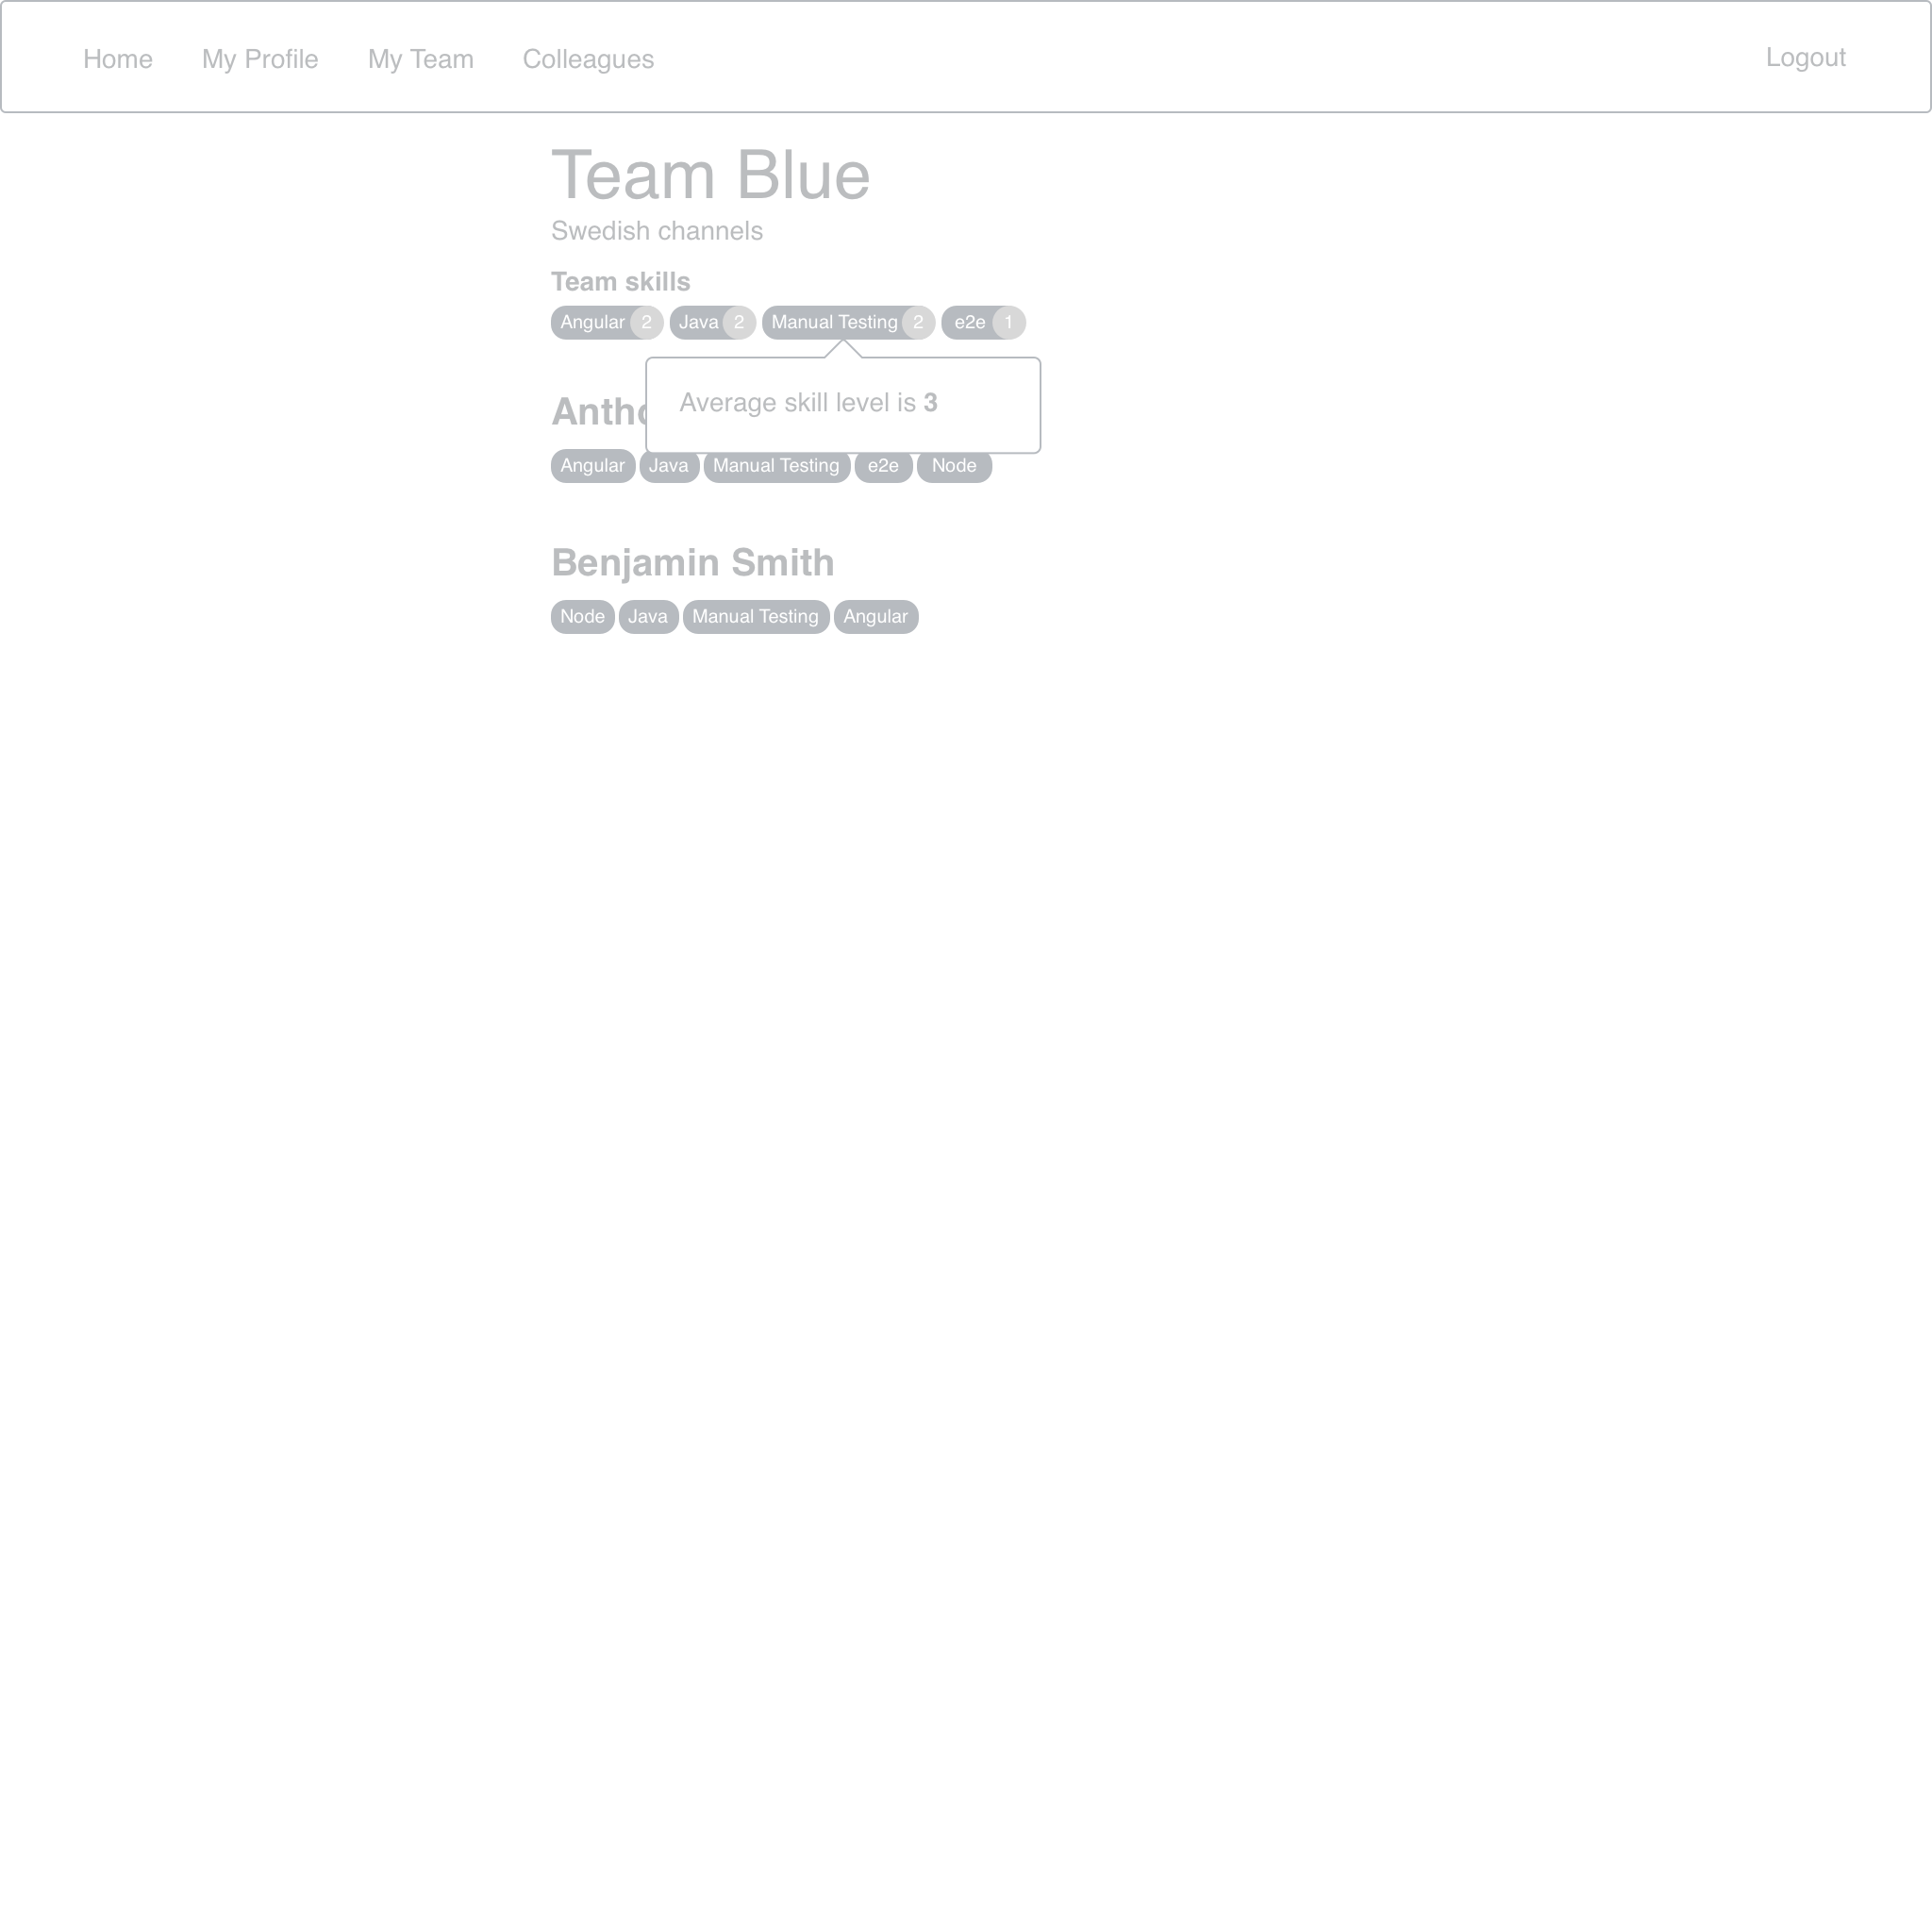 Home My Profile My Team Colleagues Logout
Team Blue
Swedish channels
Team skills
Angular 2 Java 2 Manual Testing 2 e2e 1
Average skill level is 3
Angular Java Manual Testing e2e Node
Benjamin Smith
Node Java Manual Testing Angular